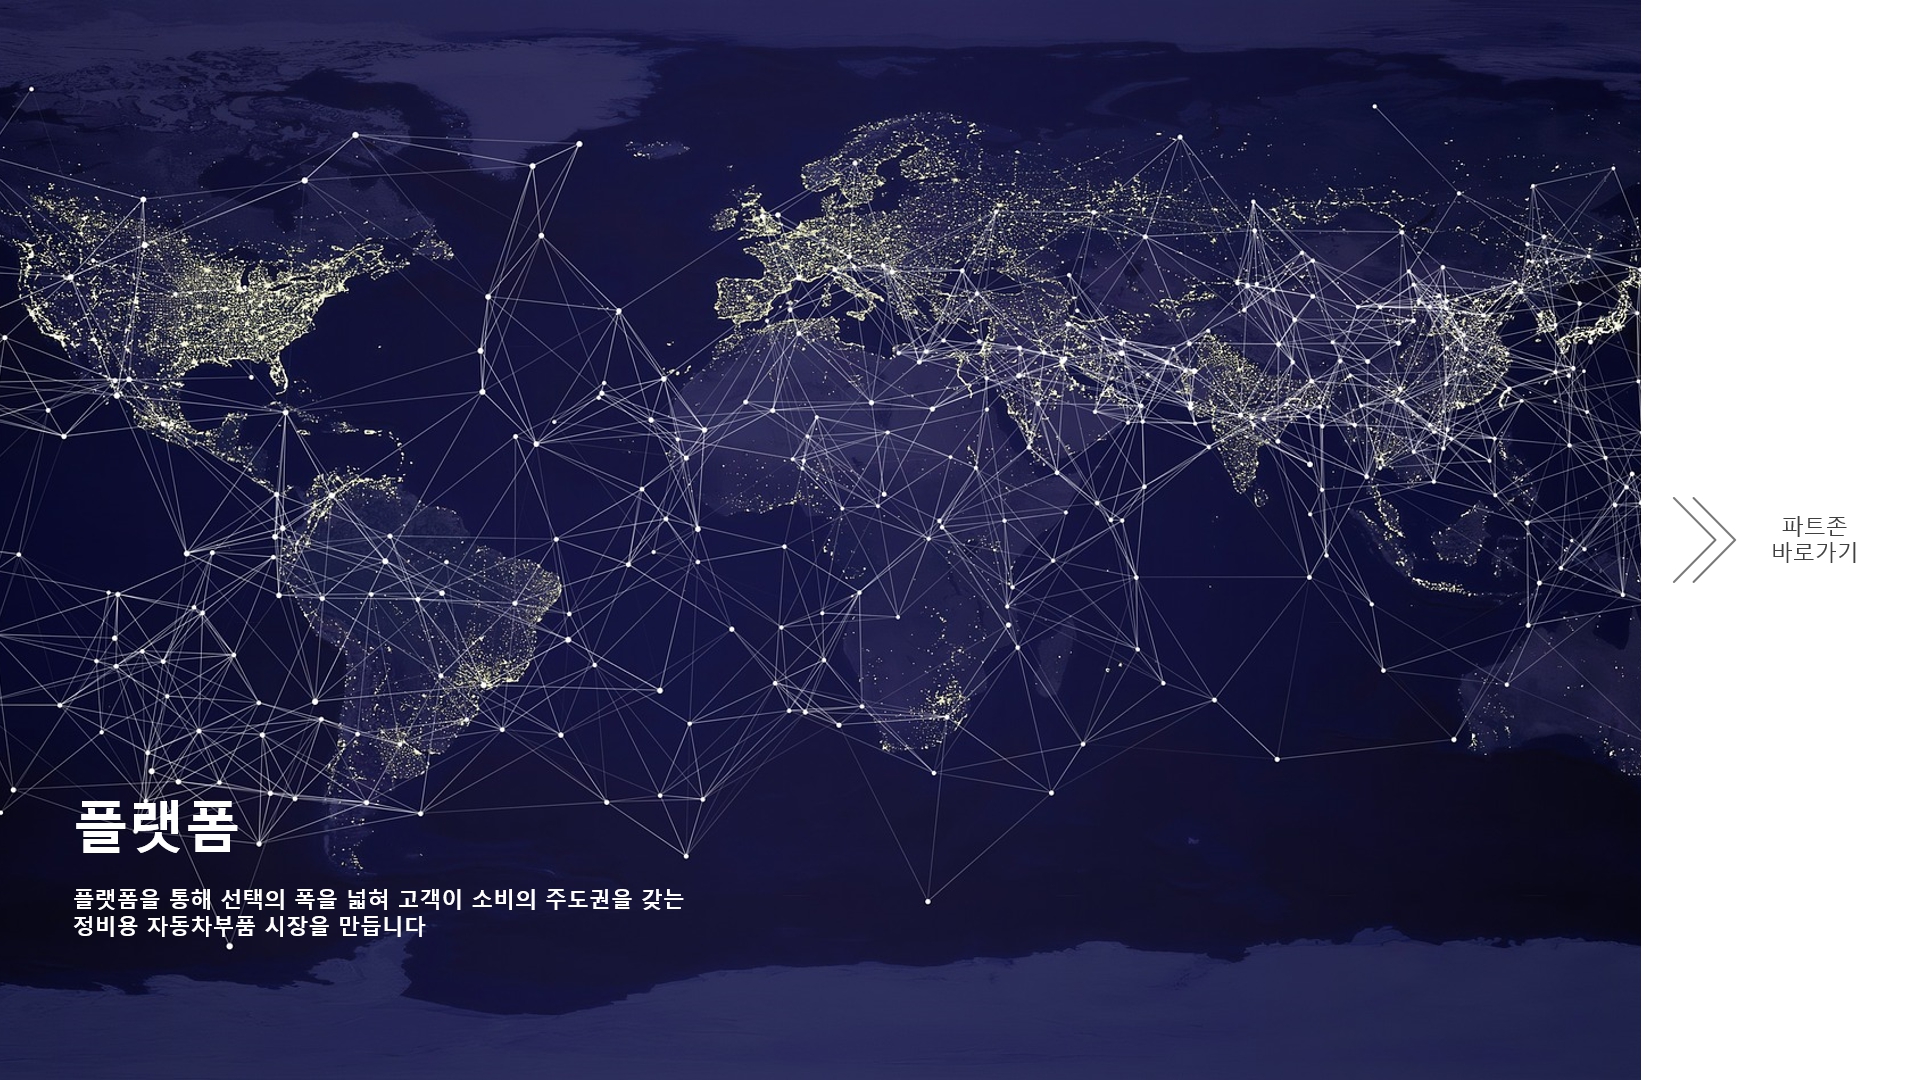 플랫폼
플랫폼을 통해 선택의 폭을 넓혀 고객이 소비의 주도권을 갖는
정비용 자동차부품 시장을 만듭니다
파트존
바로가기